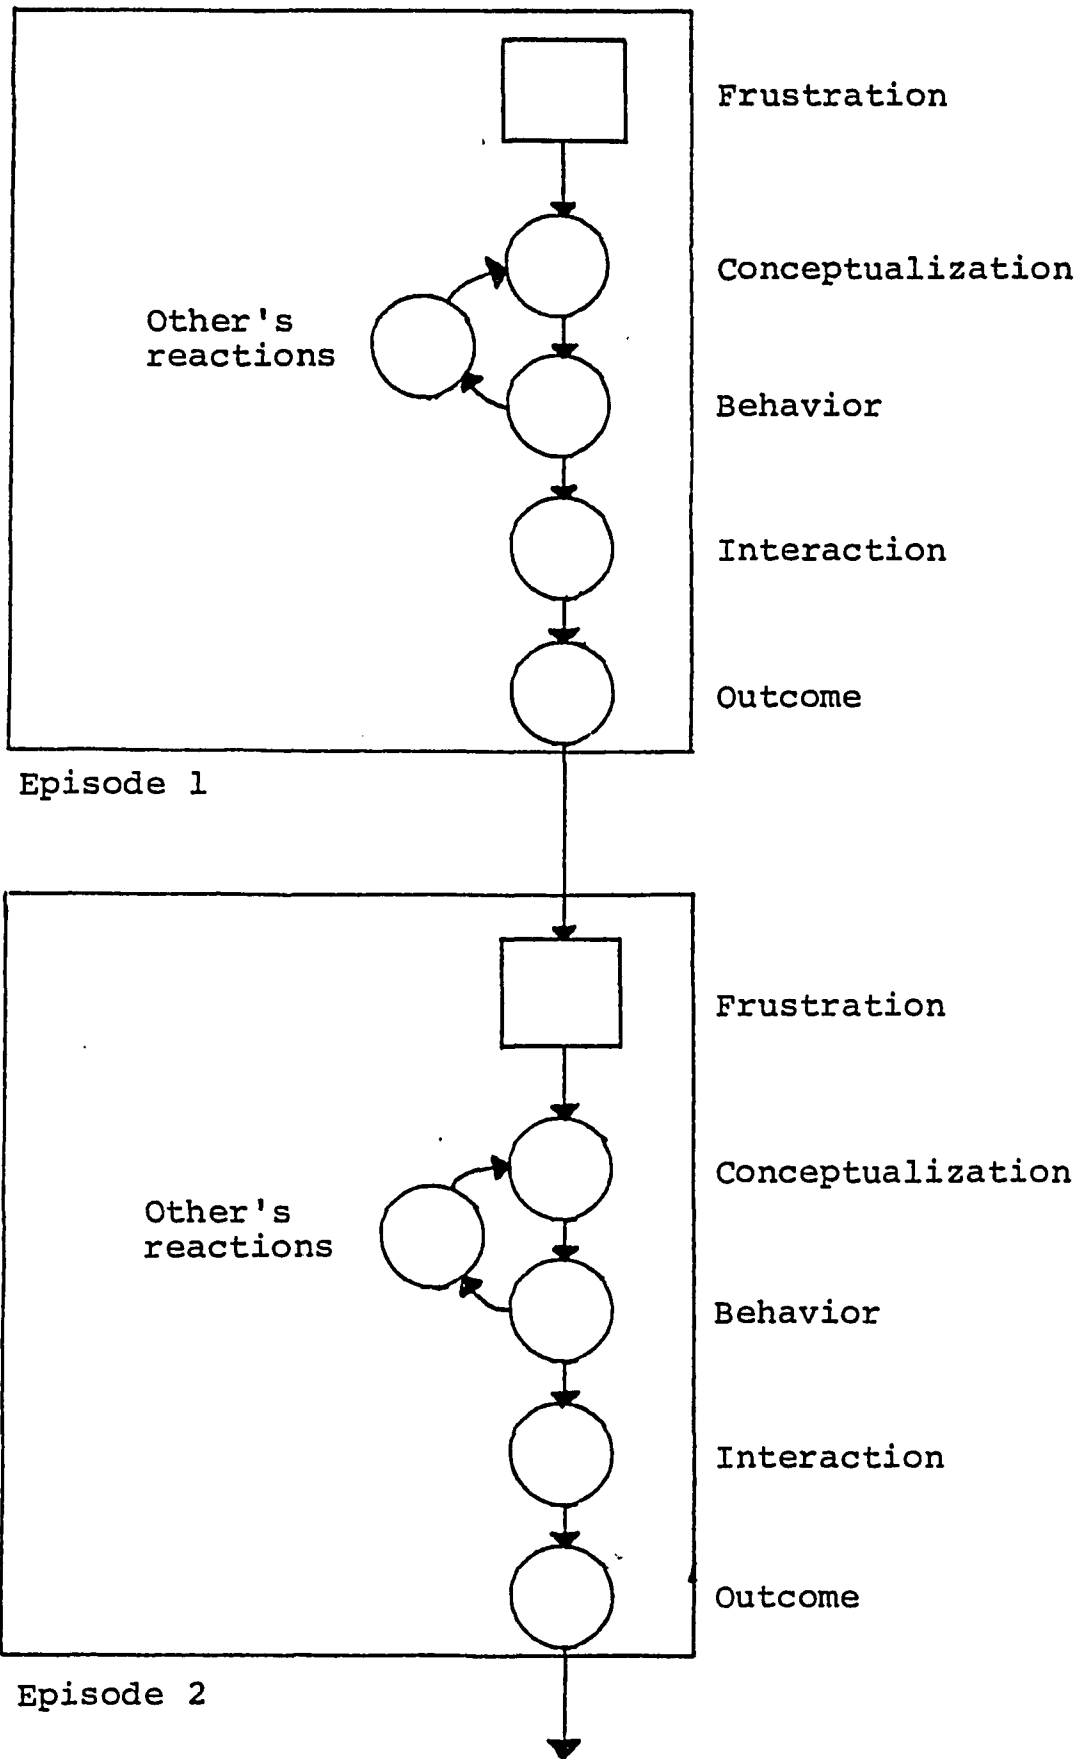 Frustration
Conceptualization
Other's
reactions
Behavior
Interaction
Outcome
Episode 1
Frustration
Conceptualization
Other's
reactions
Behavior
Interaction
Outcome
Episode 2